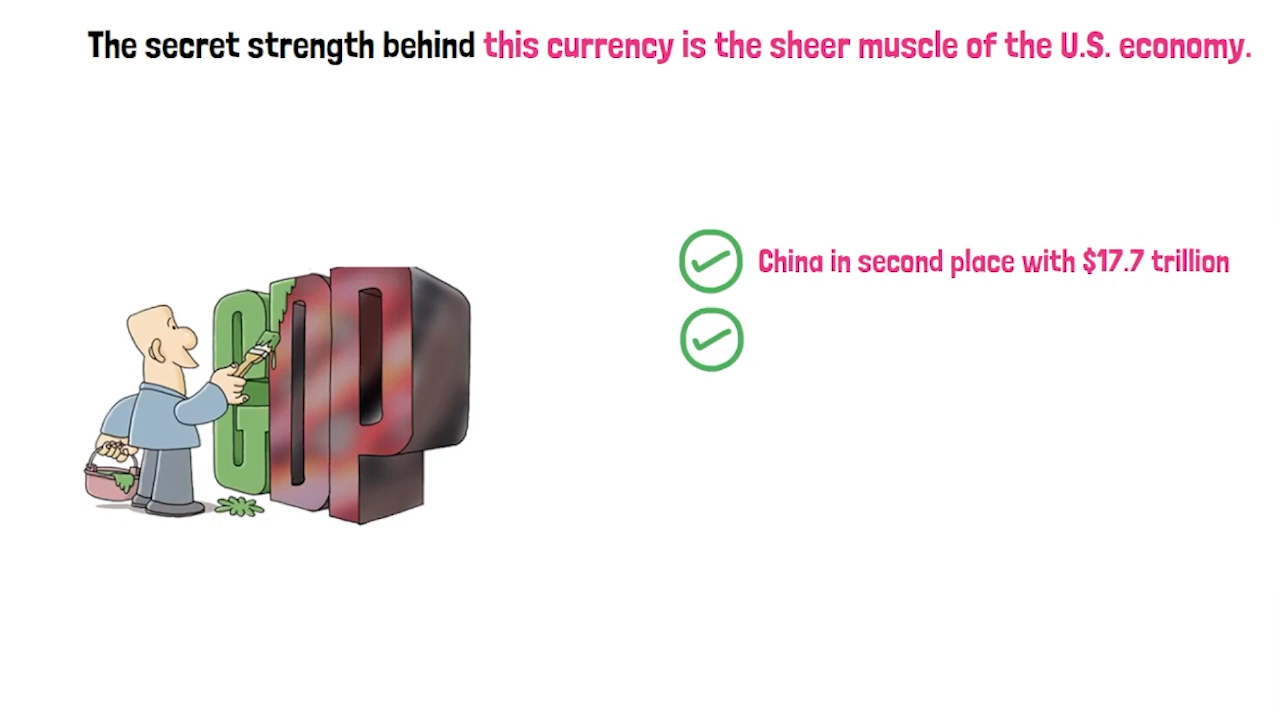 The secret strength behind this currency is the sheer muscle of the U.S. economy.
China in second place with $17.7 trillion
GDP